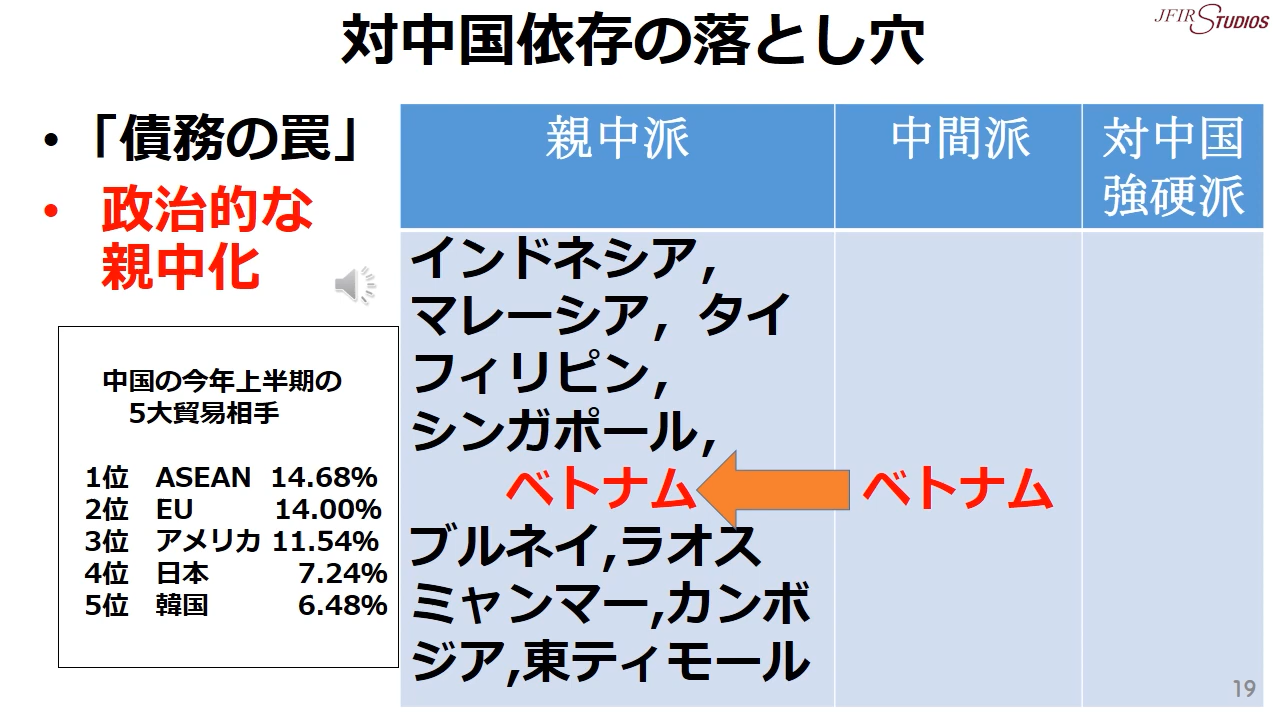 対中国依存の落とし穴
JFIR STUDIOS
・「債務の罠」
・ 政治的な
親中化
中国の今年上半期の
5大貿易相手
1位 ASEAN 14.68%
2位 EU 14.00%
3位 アメリカ 11.54%
4位 日本 7.24%
5位 韓国 6.48%
親中派
中間派
対中国
強硬派
インドネシア,
マレーシア, タイ
フィリピン,
シンガポール,
ベトナム
ベトナム
ブルネイ,ラオス
ミャンマー,カンボ
ジア,東ティモール
19